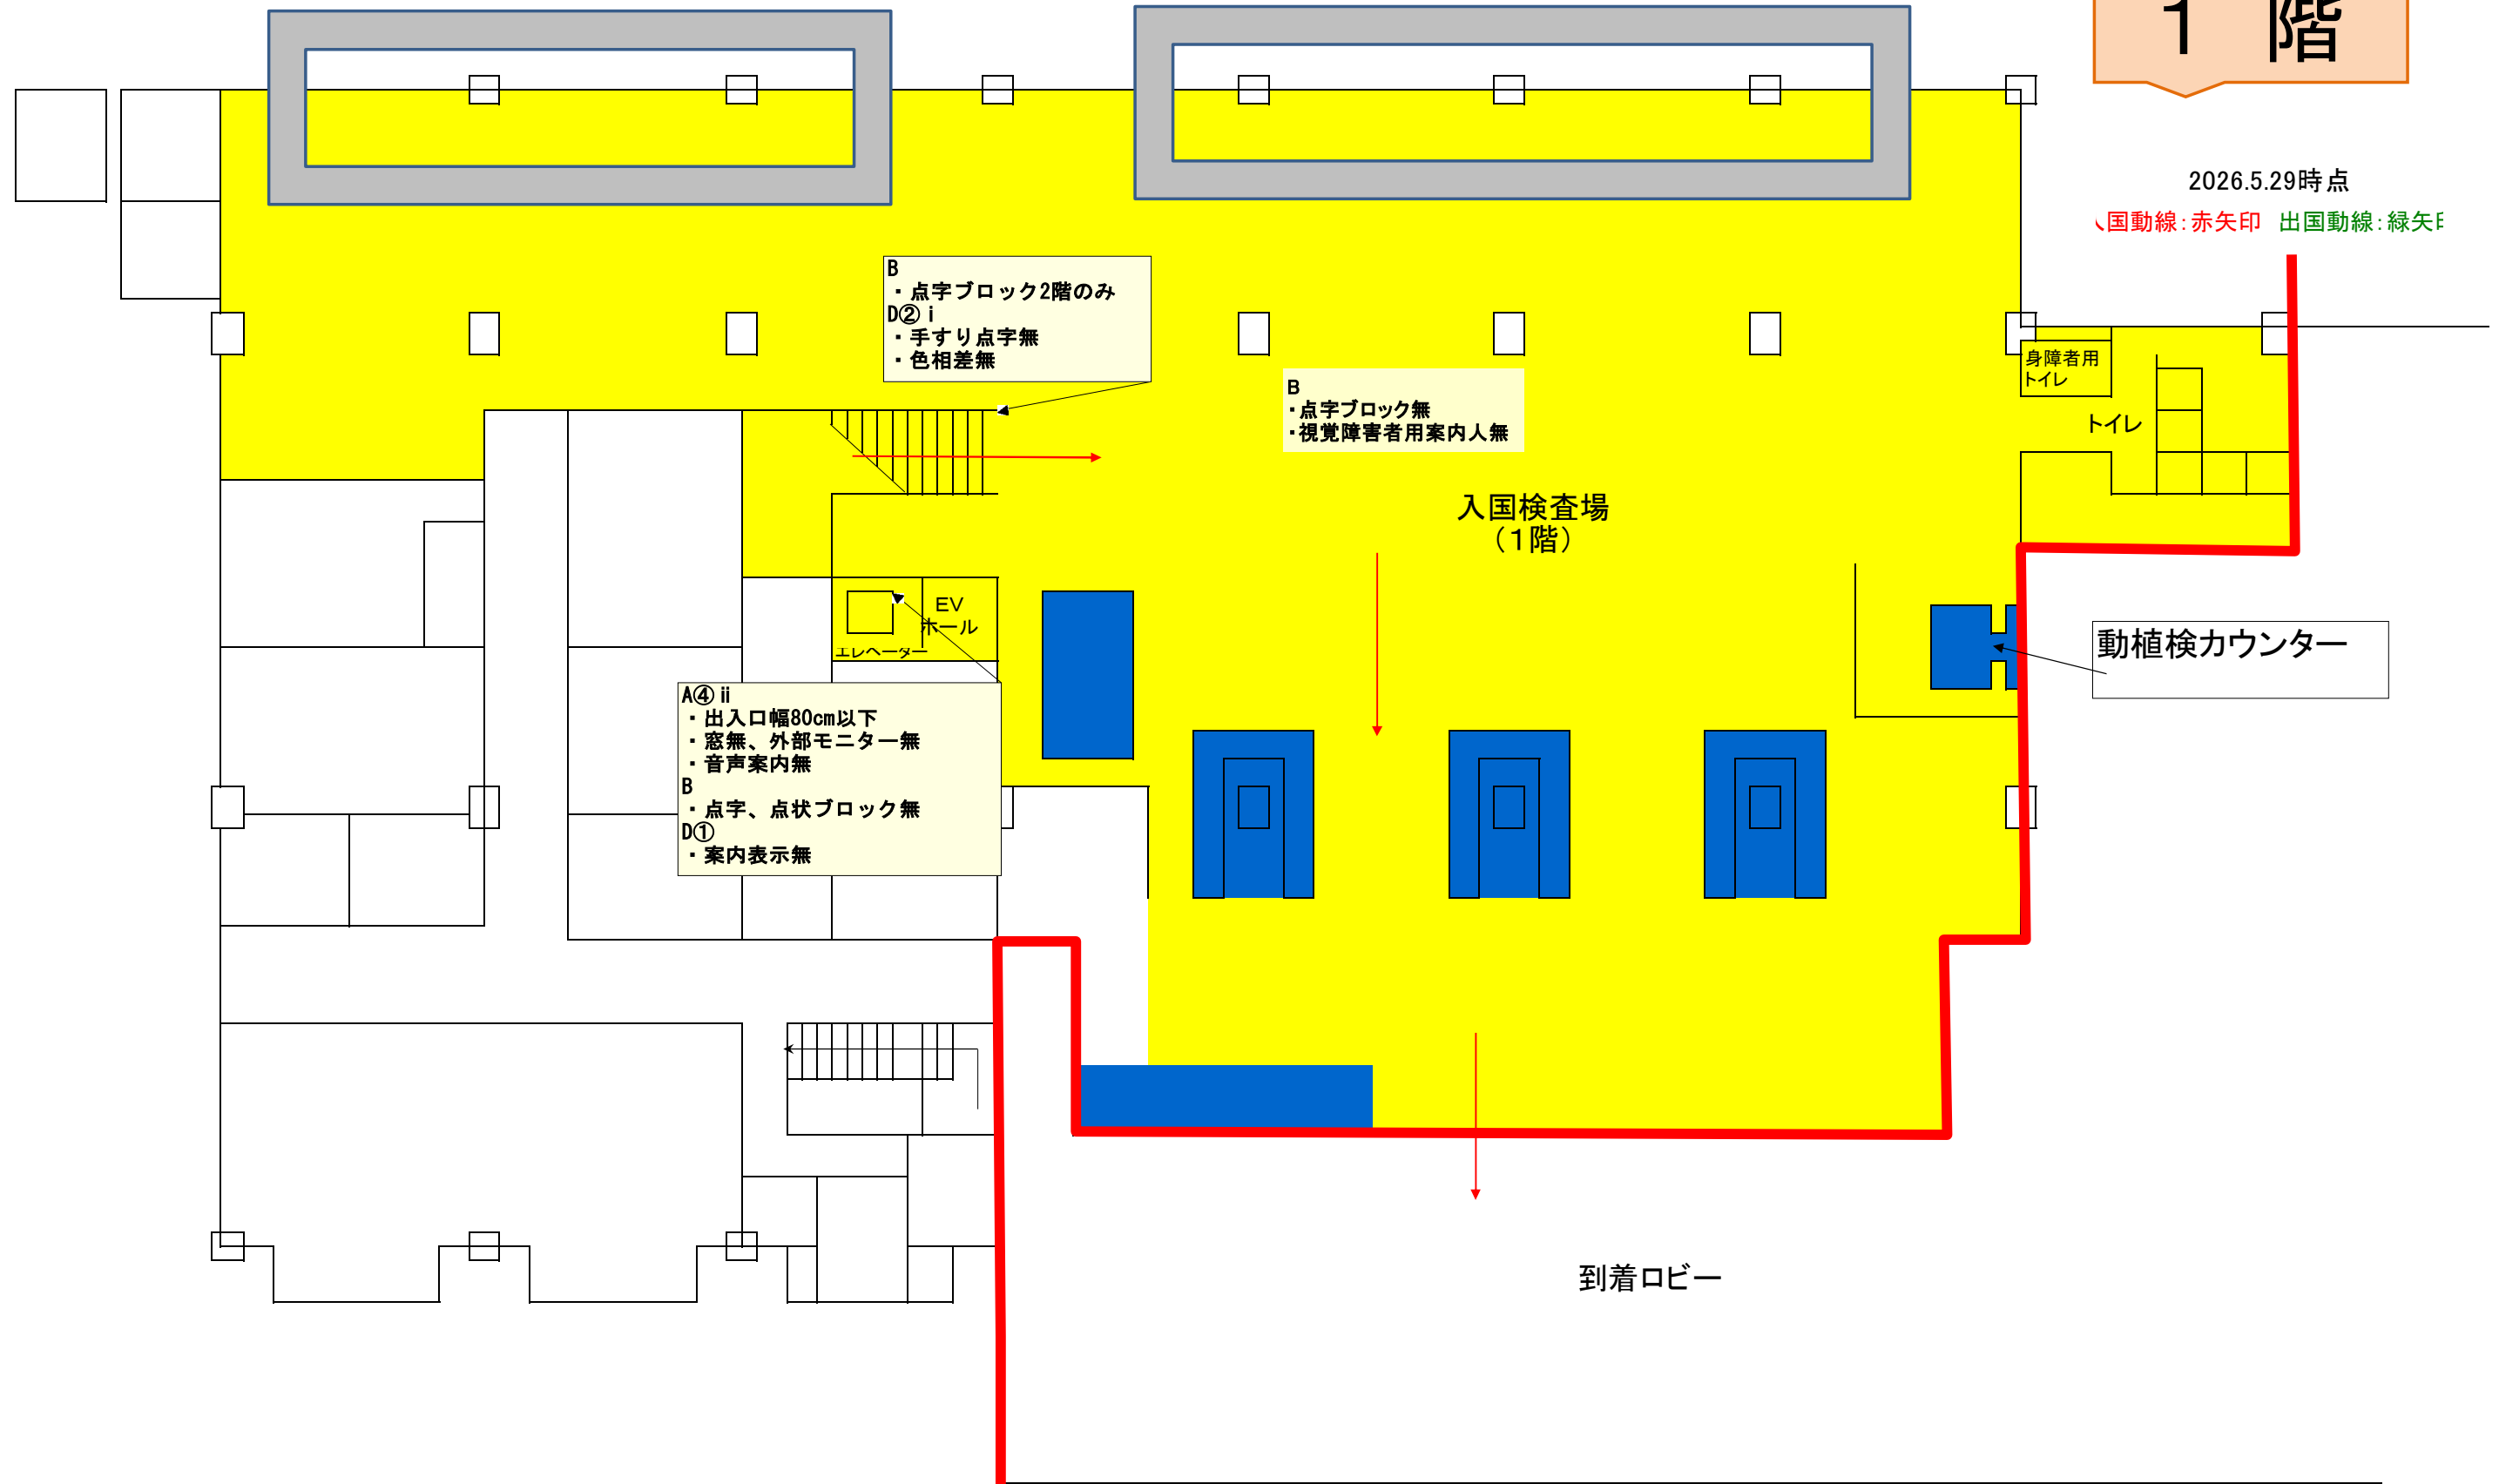 1 階
2026.5.29時点
国動線：赤矢印 出国動線：緑矢印
B
・点字ブロック2階のみ
D②ⅰ
・手すり点字無
・色相差無
B
・点字ブロック無
・視覚障害者用案内人無
身障者用
トイレ
トイレ
入国検査場
（1階）
EV
ホール
エレベーター
動植検カウンター
A④ⅱ
・出入口幅80cm以下
・窓無、外部モニター無
・音声案内無
B
・点字、点状ブロック無
D①
・案内表示無
到着ロビー